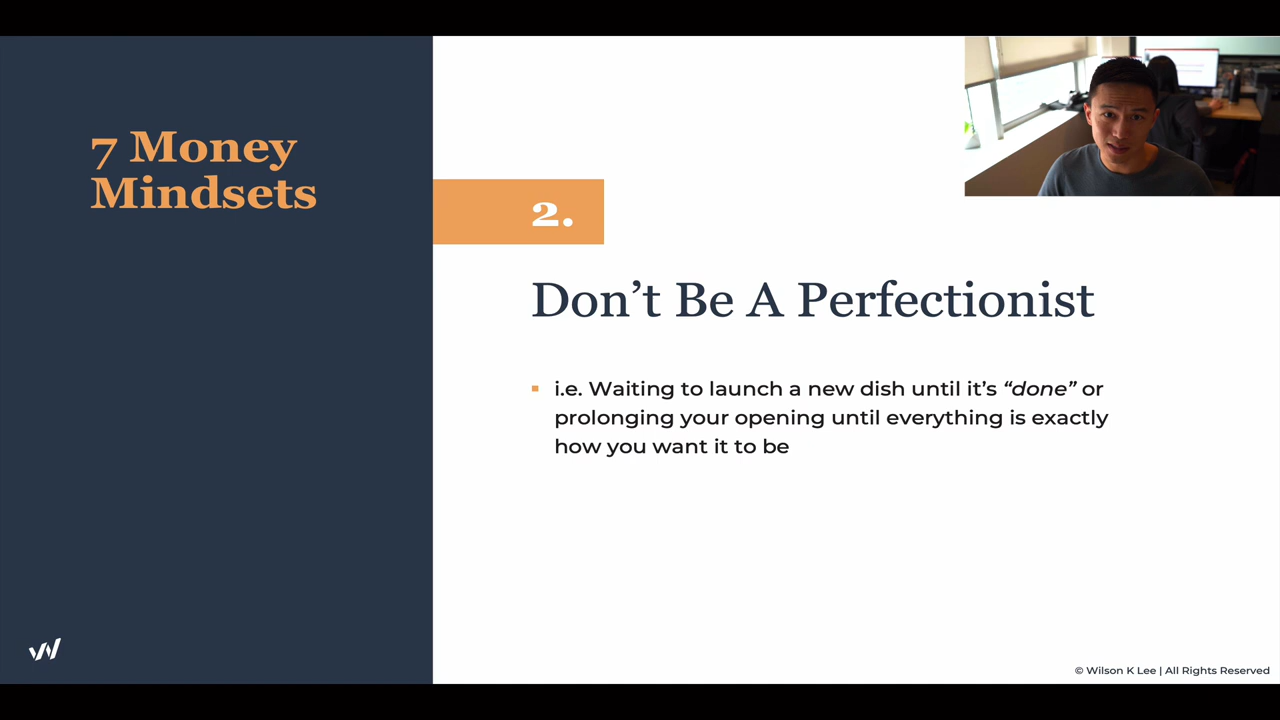 7 Money
Mindsets
2.
Don’t Be A Perfectionist
▪ i.e. Waiting to launch a new dish until it’s “done” or
prolonging your opening until everything is exactly
how you want it to be
© Wilson K Lee | All Rights Reserved